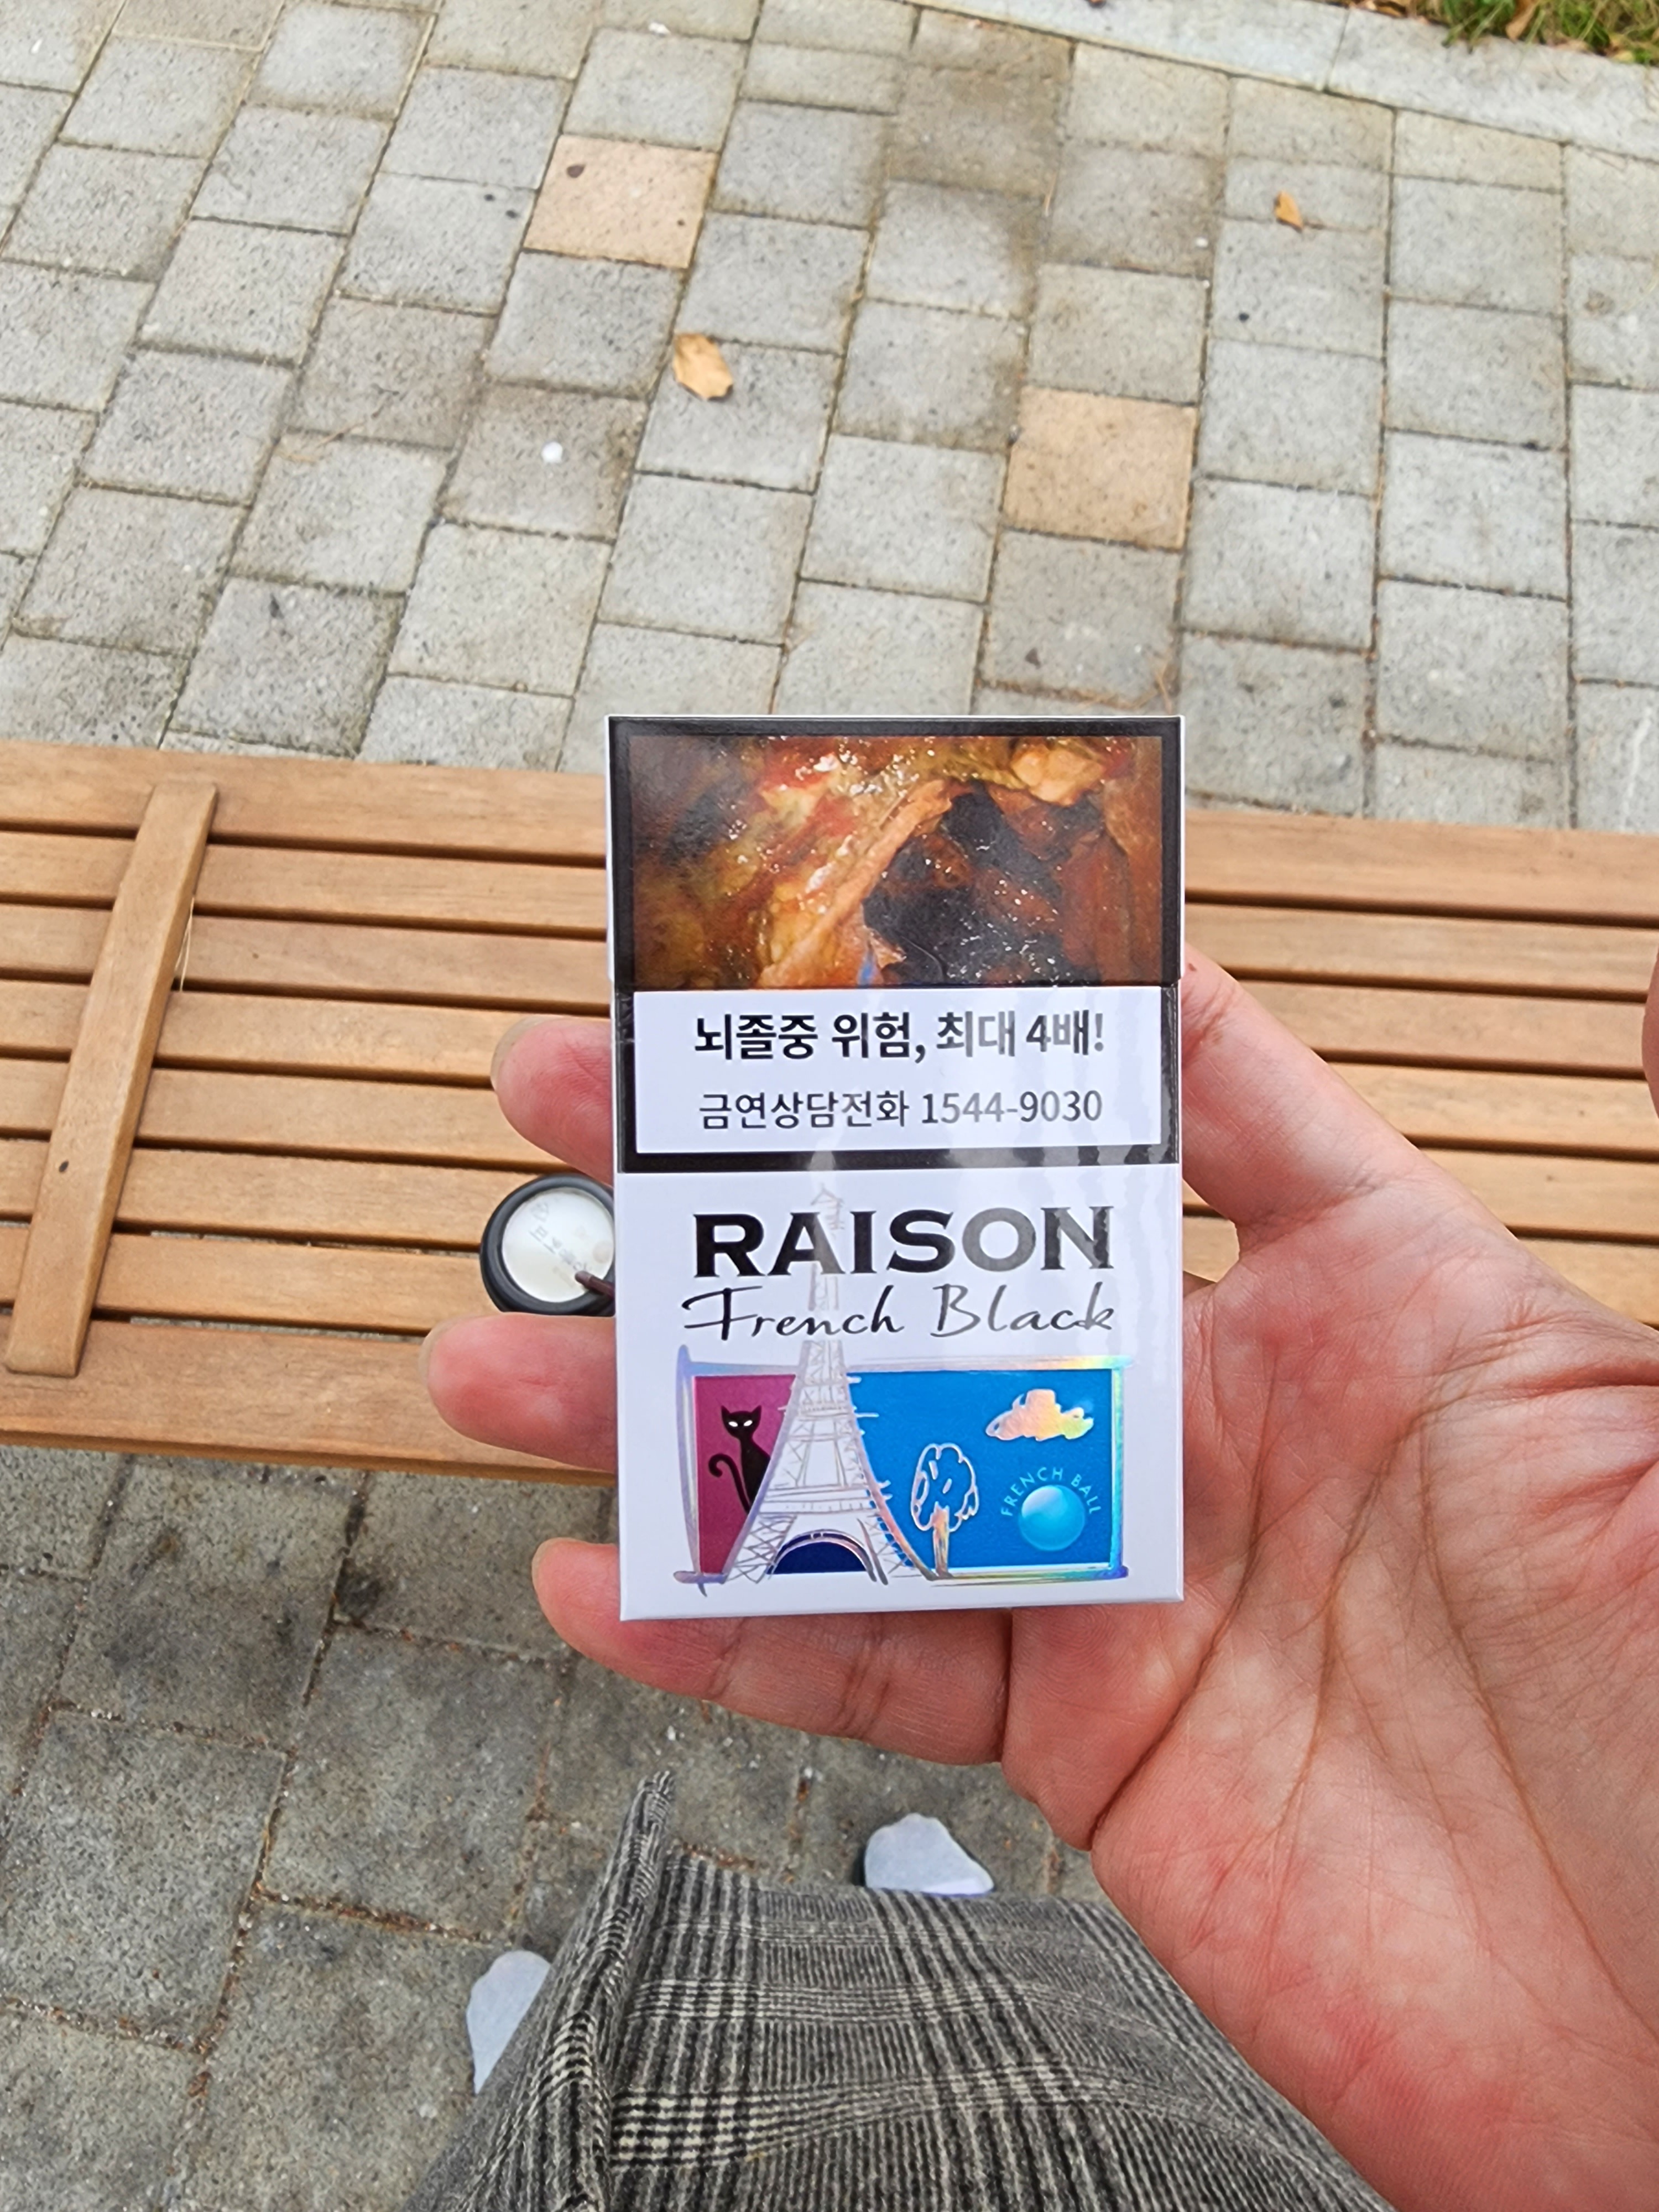 뇌졸중 위험, 최대 4배!
금연상담전화 1544-9030
RAISON
French Black
FRENCH BALL